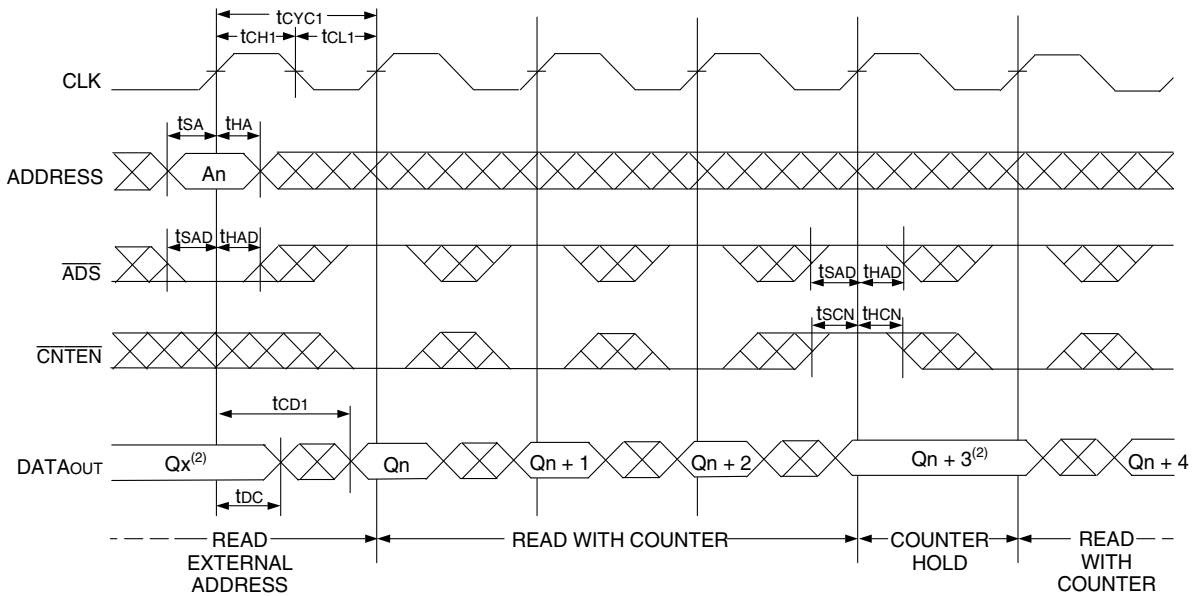 tCYC1
tCH1 tCL1
CLK
tSA tHA
ADDRESS An
tSAD tHAD
ADS
tSAD tHAD
tSCN tHCN
CNTEN
tCD1
DATAOUT Qx(2) Qn Qn + 1 Qn + 2 Qn + 3(2) Qn + 4
tDC
READ EXTERNAL ADDRESS
READ WITH COUNTER
COUNTER HOLD
READ WITH COUNTER